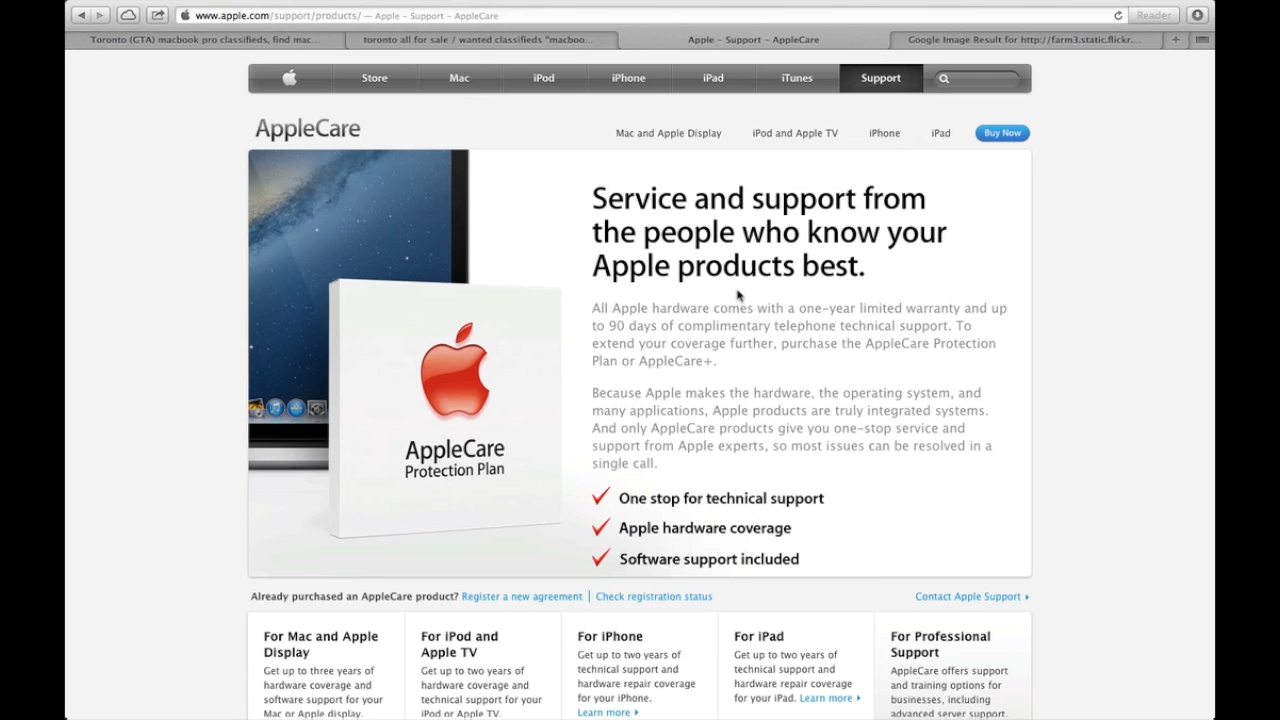 www.apple.com/support/products/ — Apple – Support – AppleCare
Reader
Toronto (GTA) macbook pro classifieds, find mac...
toronto all for sale / wanted classifieds "macboo...
Apple – Support – AppleCare
Google Image Result for http://farm3.static.flickr....
Store Mac iPod iPhone iPad iTunes Support
AppleCare
Mac and Apple Display iPod and Apple TV iPhone iPad Buy Now
Service and support from
the people who know your
Apple products best.
All Apple hardware comes with a one-year limited warranty and up
to 90 days of complimentary telephone technical support. To
extend your coverage further, purchase the AppleCare Protection
Plan or AppleCare+.
Because Apple makes the hardware, the operating system, and
many applications, Apple products are truly integrated systems.
And only AppleCare products give you one-stop service and
support from Apple experts, so most issues can be resolved in a
single call.
One stop for technical support
Apple hardware coverage
Software support included
AppleCare
Protection Plan
Already purchased an AppleCare product? Register a new agreement | Check registration status
Contact Apple Support
For Mac and Apple
Display
Get up to three years of
hardware coverage and
software support for your
Mac or Apple display.
For iPod and
Apple TV
Get up to two years of
hardware coverage and
technical support for your
iPod or Apple TV.
For iPhone
Get up to two years of
technical support and
hardware repair coverage
for your iPhone.
Learn more
For iPad
Get up to two years of
technical support and
hardware repair coverage
for your iPad. Learn more
For Professional
Support
AppleCare offers support
and training options for
businesses, including
advanced server support,